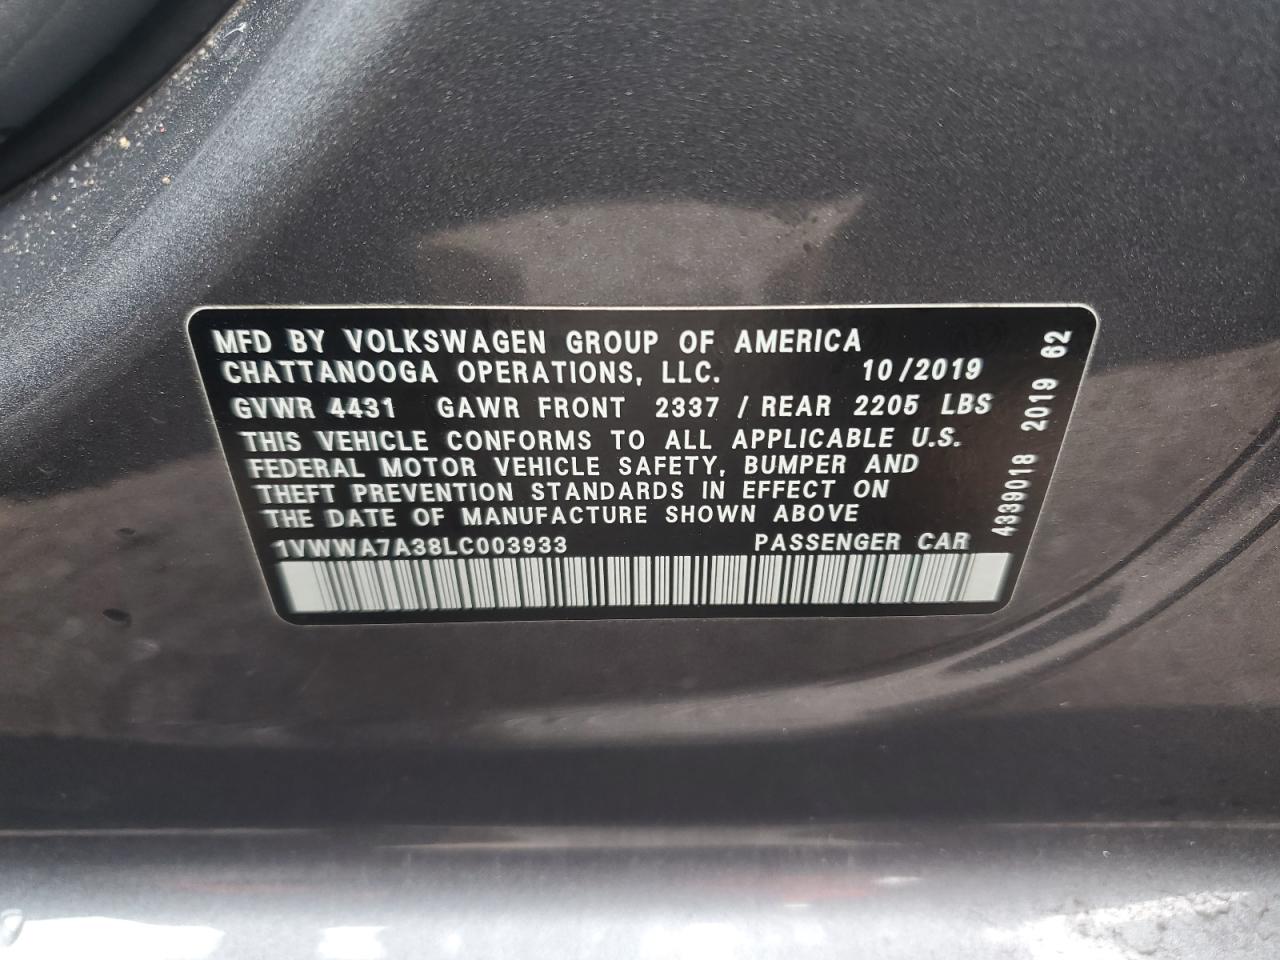 MFD BY VOLKSWAGEN GROUP OF AMERICA
CHATTANOOGA OPERATIONS, LLC. 10/2019
GVWR 4431 GAWR FRONT 2337 / REAR 2205 LBS
THIS VEHICLE CONFORMS TO ALL APPLICABLE U.S.
FEDERAL MOTOR VEHICLE SAFETY, BUMPER AND
THEFT PREVENTION STANDARDS IN EFFECT ON
THE DATE OF MANUFACTURE SHOWN ABOVE
1VWWA7A38LC003933 PASSENGER CAR
4339018 2019 62